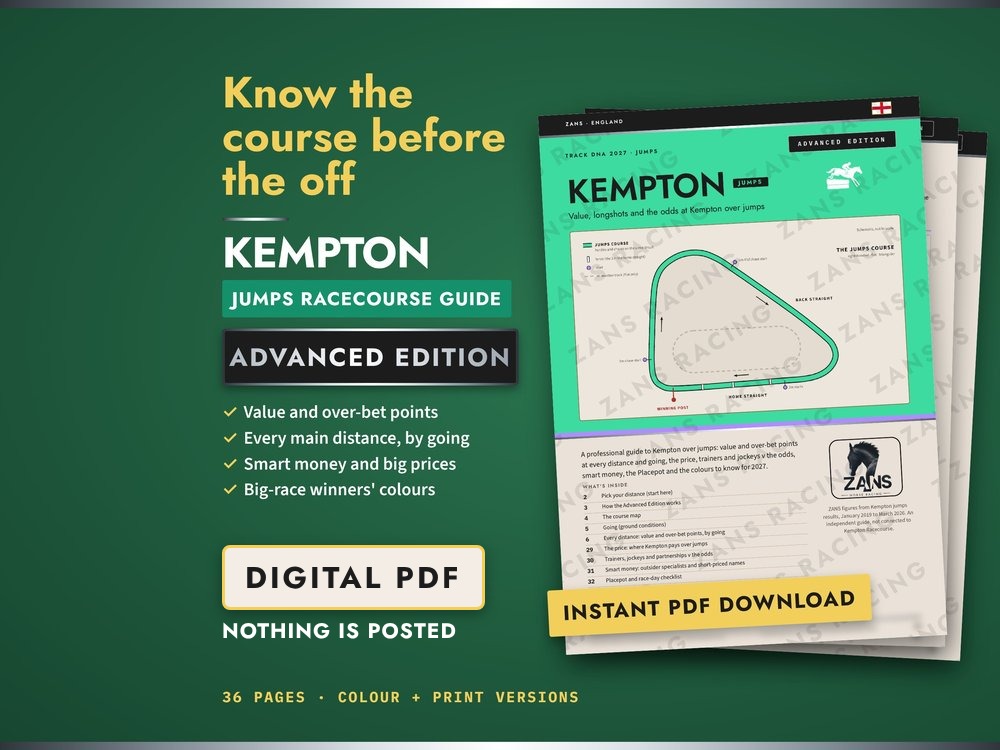 Know the
course before
the off
KEMPTON
JUMPS RACECOURSE GUIDE
ADVANCED EDITION
Value and over-bet points
Every main distance, by going
Smart money and big prices
Big-race winners' colours
DIGITAL PDF
NOTHING IS POSTED
36 PAGES · COLOUR + PRINT VERSIONS
ZANS · ENGLAND
TRACK DNA 2027 · JUMPS
ADVANCED EDITION
KEMPTON JUMPS
Value, longshots and the odds at Kempton over jumps
JUMPS COURSE
THE JUMPS COURSE
BACK STRAIGHT
HOME STRAIGHT
WINNING POST
A professional guide to Kempton over jumps: value and over-bet points
at every distance and going, the price, trainers and jockeys v the odds,
smart money, the Placepot and the colours to know for 2027.
WHAT'S INSIDE
2 Pick your distance (start here)
3 How the Advanced Edition works
4 The course map
5 Going (ground conditions)
6 Every distance: value and over-bet points, by going
29 The price: where Kempton pays over jumps
30 Trainers, jockeys and partnerships v the odds
31 Smart money: outside specialists and short-priced names
32 Placepot and race-day checklist
ZANS
HORSE RACING
ZANS figures from Kempton jumps
results, January 2019 to March 2026. An
independent guide, not connected to
Kempton Racecourse.
INSTANT PDF DOWNLOAD
ZANS RACING